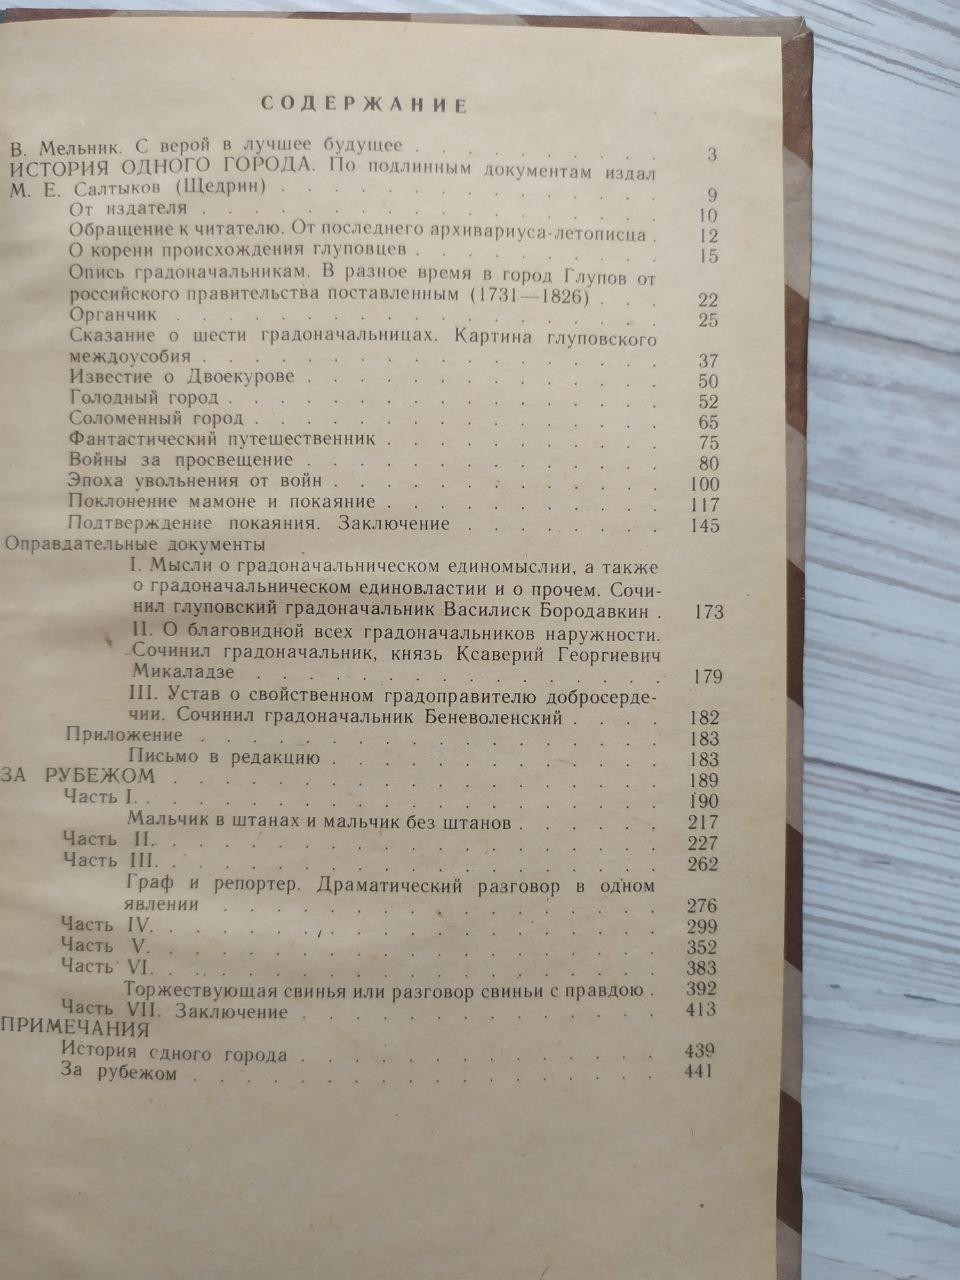 СОДЕРЖАНИЕ
В. Мельник. С верой в лучшее будущее . . . . . . . . . 3
ИСТОРИЯ ОДНОГО ГОРОДА. По подлинным документам издал
М. Е. Салтыков (Щедрин) . . . . . . . . . . . . . 9
От издателя . . . . . . . . . . . . . . . 10
Обращение к читателю. От последнего архивариуса-летописца . 12
О корени происхождения глуповцев . . . . . . . . 15
Опись градоначальникам. В разное время в город Глупов от
российского правительства поставленным (1731—1826) . . . 22
Органчик . . . . . . . . . . . . . . . . 25
Сказание о шести градоначальницах. Картина глуповского
междоусобия . . . . . . . . . . . . . . . 37
Известие о Двоекурове . . . . . . . . . . . . 50
Голодный город . . . . . . . . . . . . . . 52
Соломенный город . . . . . . . . . . . . . 65
Фантастический путешественник . . . . . . . . . 75
Войны за просвещение . . . . . . . . . . . . 80
Эпоха увольнения от войн . . . . . . . . . . . 100
Поклонение мамоне и покаяние . . . . . . . . . 117
Подтверждение покаяния. Заключение . . . . . . . 145
Оправдательные документы
I. Мысли о градоначальническом единомыслии, а также
о градоначальническом единовластии и о прочем. Сочи-
нил глуповский градоначальник Василиск Бородавкин . 173
II. О благовидной всех градоначальников наружности.
Сочинил градоначальник, князь Ксаверий Георгиевич
Микаладзе . . . . . . . . . . . . . 179
III. Устав о свойственном градоправителю добросерде-
чии. Сочинил градоначальник Беневоленский . . . . 182
Приложение . . . . . . . . . . . . . . . 183
Письмо в редакцию . . . . . . . . . . . 183
ЗА РУБЕЖОМ . . . . . . . . . . . . . . . . 189
Часть I. . . . . . . . . . . . . . . . . . 190
Мальчик в штанах и мальчик без штанов . . . . . . 217
Часть II. . . . . . . . . . . . . . . . . . 227
Часть III. . . . . . . . . . . . . . . . . 262
Граф и репортер. Драматический разговор в одном
явлении . . . . . . . . . . . . . . 276
Часть IV. . . . . . . . . . . . . . . . . 299
Часть V. . . . . . . . . . . . . . . . . 352
Часть VI. . . . . . . . . . . . . . . . . 383
Торжествующая свинья или разговор свиньи с правдою . 392
Часть VII. Заключение . . . . . . . . . . . . 413
ПРИМЕЧАНИЯ
История сдного города . . . . . . . . . . . . 439
За рубежом . . . . . . . . . . . . . . . 441